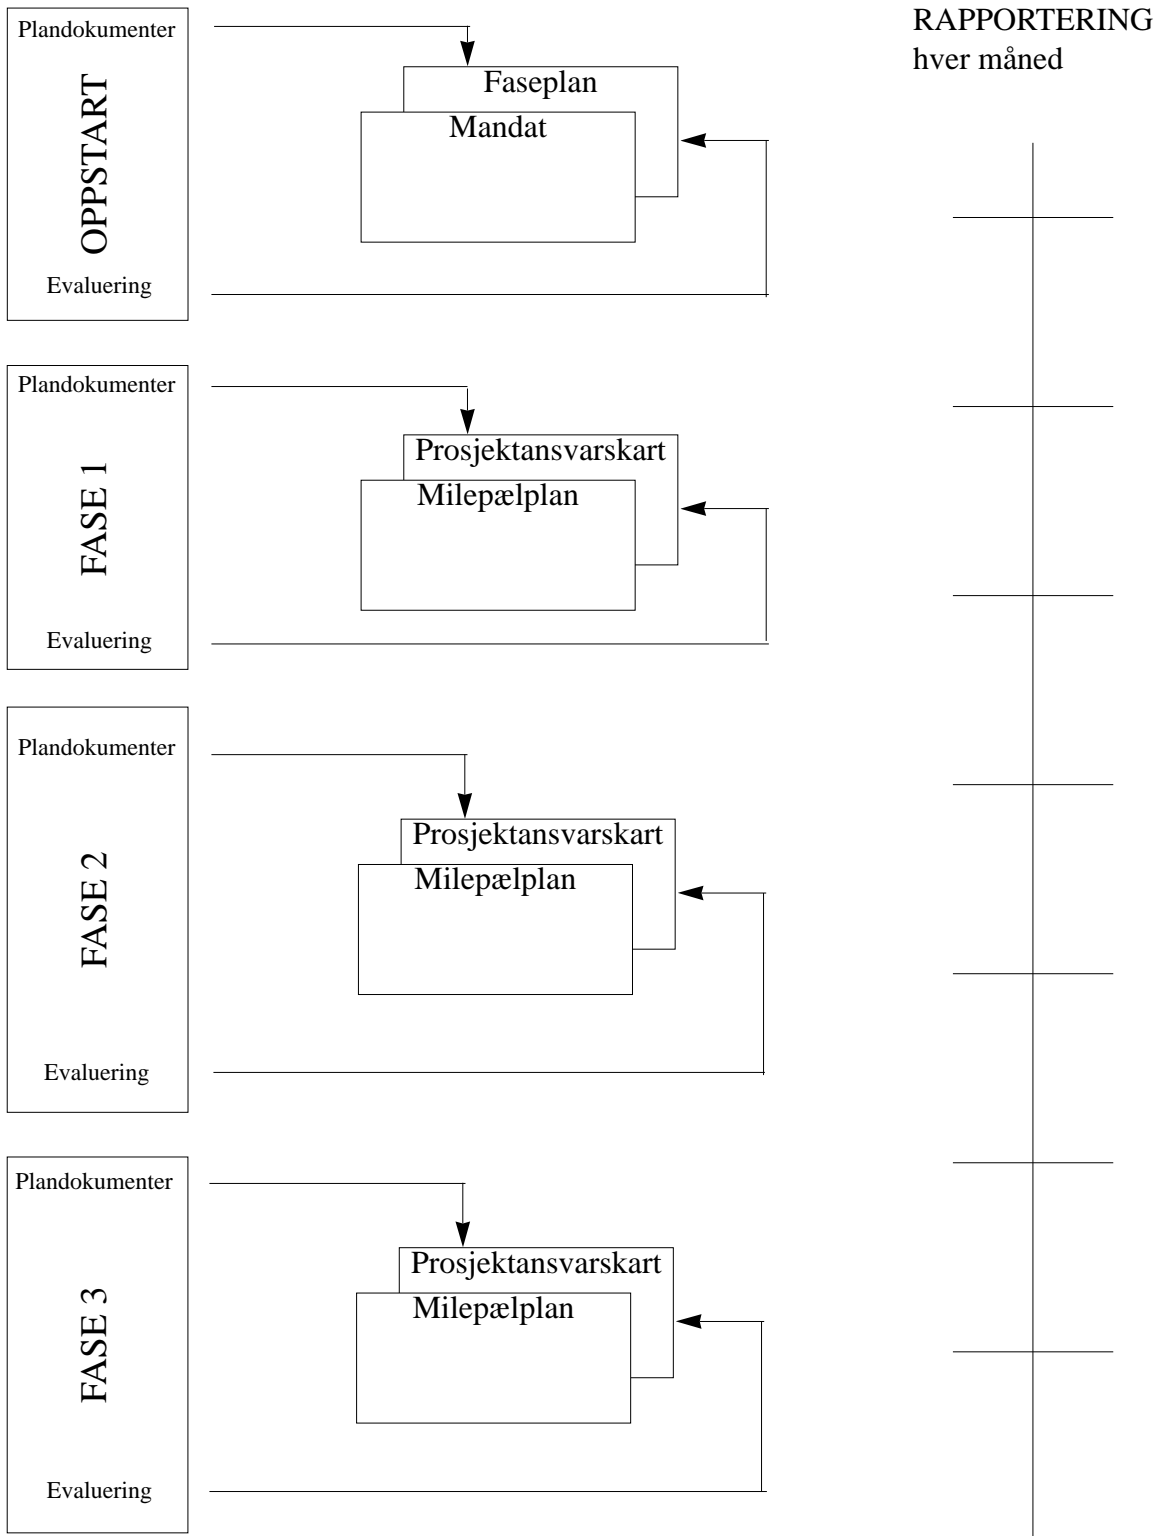 RAPPORTERING
hver måned
Plandokumenter
OPPSTART
Evaluering
Faseplan
Mandat
Plandokumenter
FASE 1
Evaluering
Prosjektansvarskart
Milepælplan
Plandokumenter
FASE 2
Evaluering
Prosjektansvarskart
Milepælplan
Plandokumenter
FASE 3
Evaluering
Prosjektansvarskart
Milepælplan